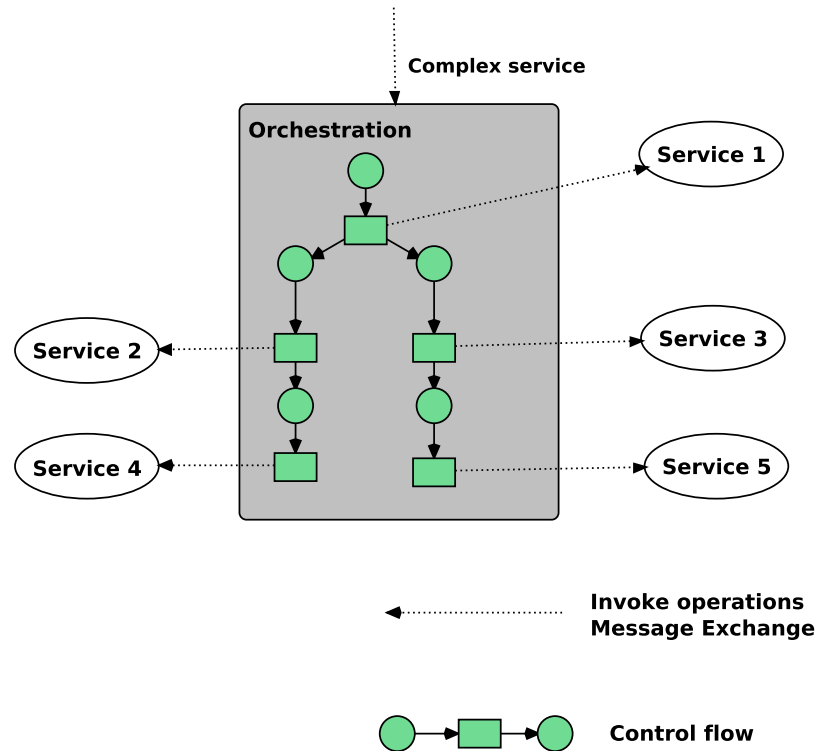 Complex service
Orchestration
Service 1
Service 2
Service 3
Service 4
Service 5
Invoke operations
Message Exchange
Control flow